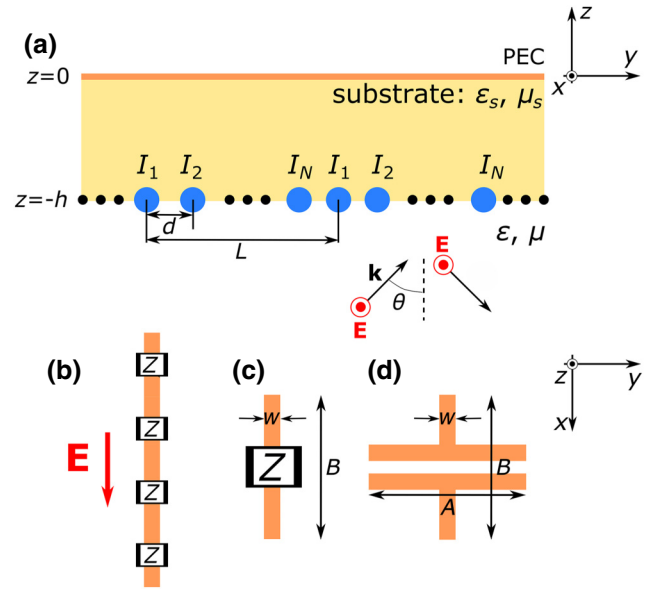 (a)
z
PEC
z=0
x
y
substrate: εs, μs
I1 I2 IN I1 I2 IN
z=-h
d
ε, μ
L
E
k
θ
E
(b) (c) (d)
z
y
x
Z
w
w
Z
E
Z
B
B
Z
A
Z